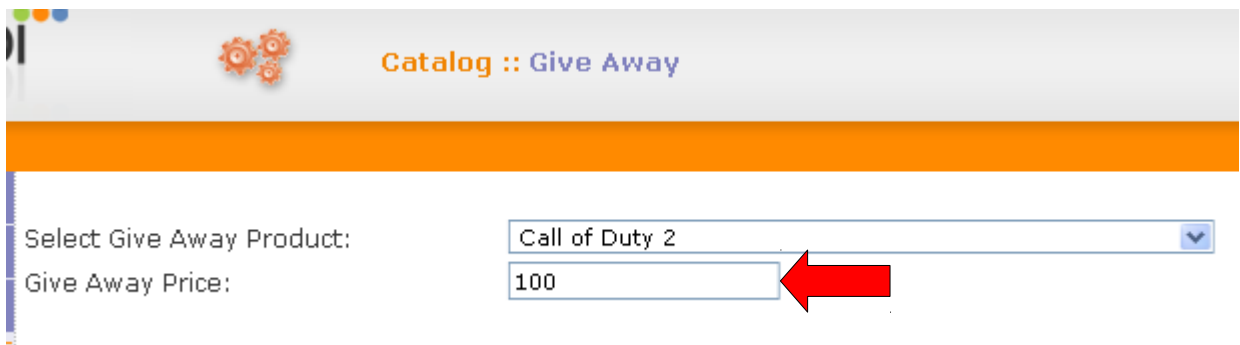 Catalog :: Give Away
Select Give Away Product: Call of Duty 2
Give Away Price: 100